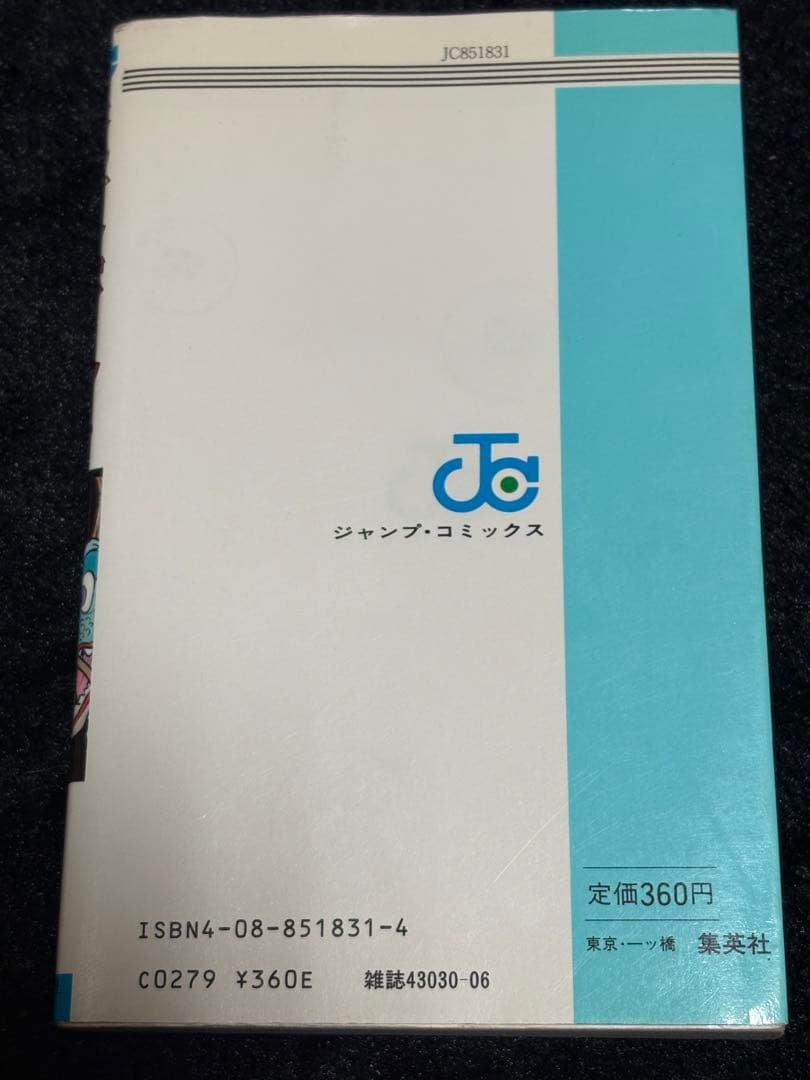 JC851831
JC
ジャンプ・コミックス
定価360円
東京・一ッ橋 集英社
ISBN4-08-851831-4
C0279 ¥360E 雑誌43030-06